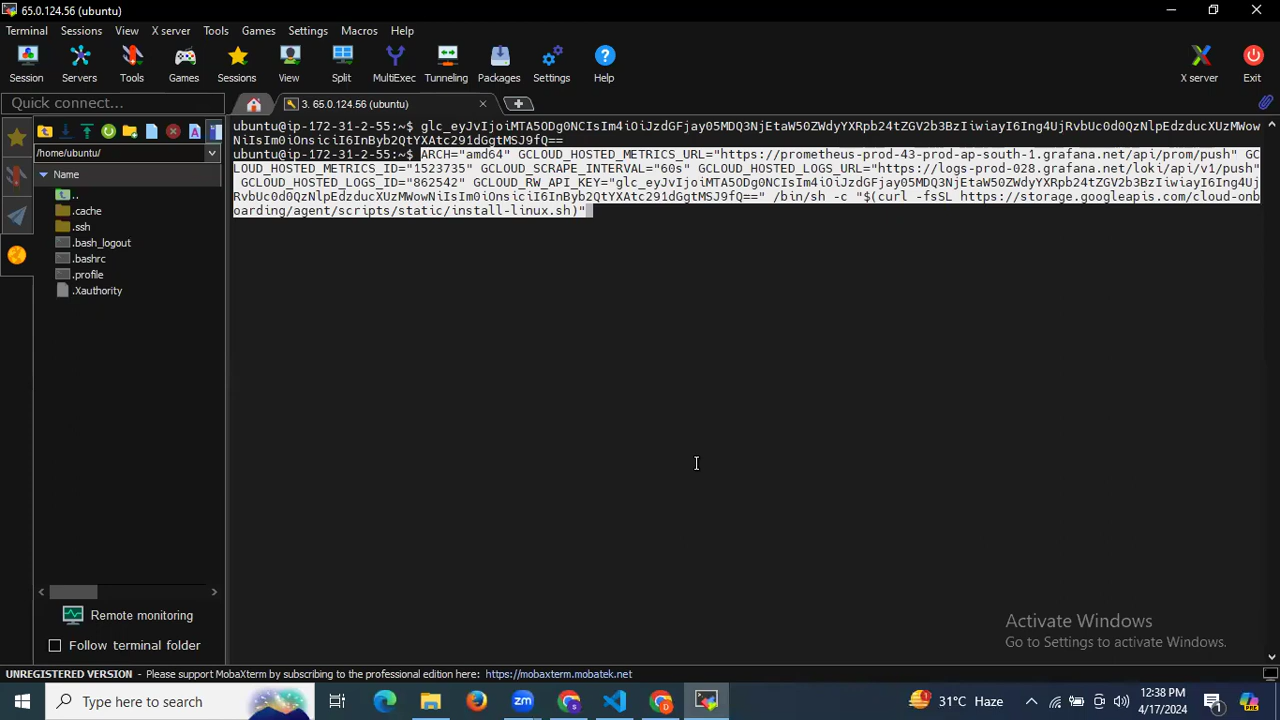 65.0.124.56 (ubuntu)
Terminal Sessions View X server Tools Games Settings Macros Help
Session Servers Tools Games Sessions View Split MultiExec Tunneling Packages Settings Help X server Exit
Quick connect...
3. 65.0.124.56 (ubuntu)
/home/ubuntu/
Name
..
.cache
.ssh
.bash_logout
.bashrc
.profile
.Xauthority
Remote monitoring
Follow terminal folder
ubuntu@ip-172-31-2-55:~$
ubuntu@ip-172-31-2-55:~$ ARCH="amd64" GCLOUD_HOSTED_METRICS_URL="https://prometheus-prod-43-prod-ap-south-1.grafana.net/api/prom/push" GC
LOUD_HOSTED_METRICS_ID="1523735" GCLOUD_SCRAPE_INTERVAL="60s" GCLOUD_HOSTED_LOGS_URL="https://logs-prod-028.grafana.net/loki/api/v1/push"
GCLOUD_HOSTED_LOGS_ID="862542" GCLOUD_RW_API_KEY="
/bin/sh -c "$(curl -fsSL https://storage.googleapis.com/cloud-onb
oarding/agent/scripts/static/install-linux.sh)"
Activate Windows
Go to Settings to activate Windows.
UNREGISTERED VERSION - Please support MobaXterm by subscribing to the professional edition here: https://mobaxterm.mobatek.net
Type here to search
zm
31°C Haze
12:38 PM
4/17/2024